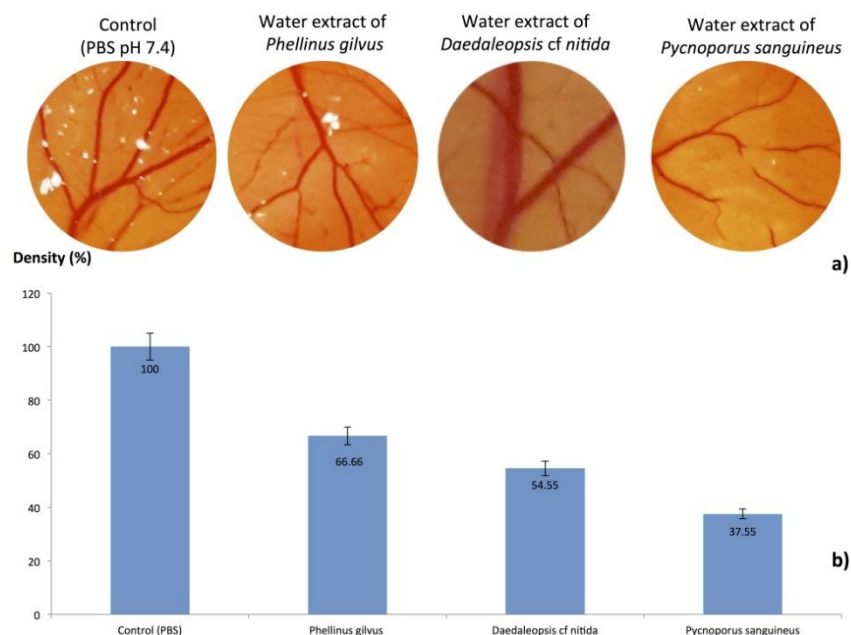 Control
(PBS pH 7.4)
Water extract of
Phellinus gilvus
Water extract of
Daedaleopsis cf nitida
Water extract of
Pycnoporus sanguineus
Density (%)
a)
120
100
80
60
40
20
0
100
66.66
54.55
37.55
b)
Control (PBS)
Phellinus gilvus
Daedaleopsis cf nitida
Pycnoporus sanguineus